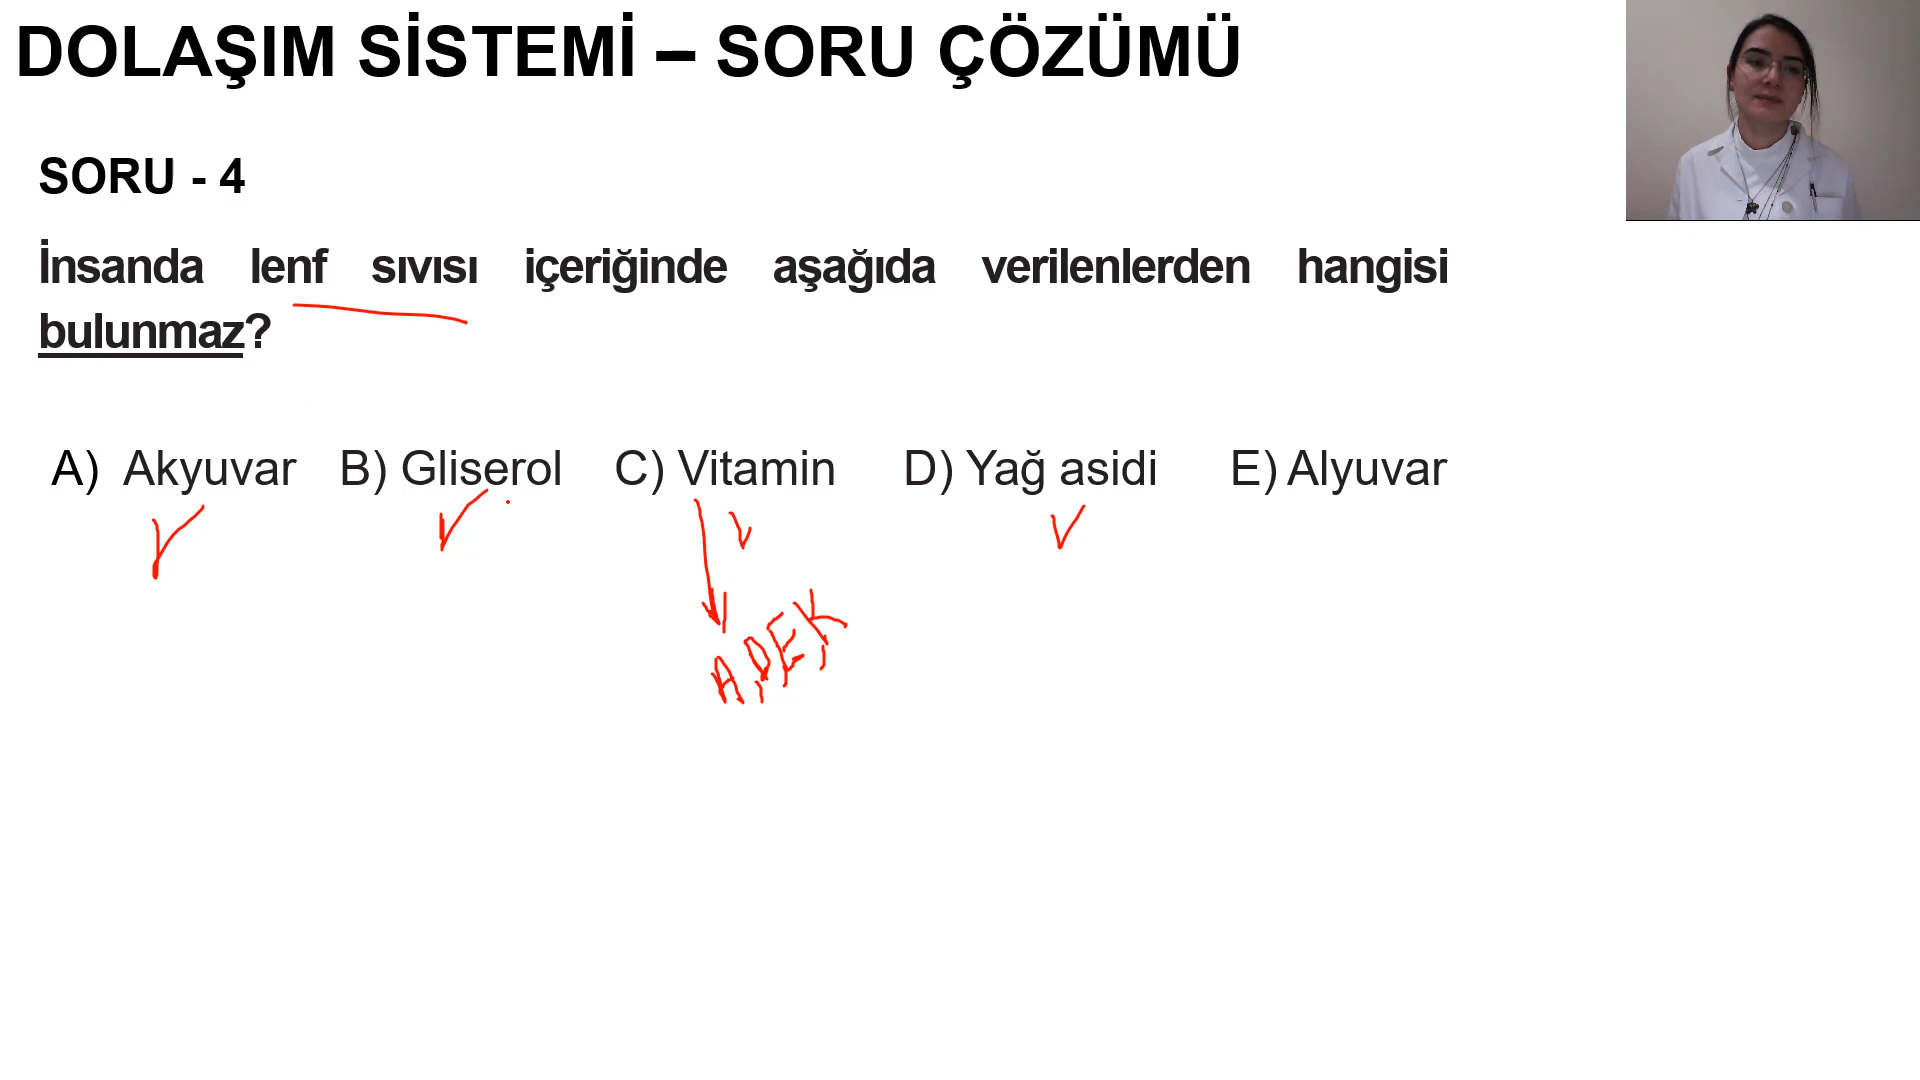 DOLAŞIM SİSTEMİ – SORU ÇÖZÜMÜ
SORU - 4
İnsanda lenf sıvısı içeriğinde aşağıda verilenlerden hangisi
bulunmaz?
A) Akyuvar B) Gliserol C) Vitamin D) Yağ asidi E) Alyuvar
A, D, E, K